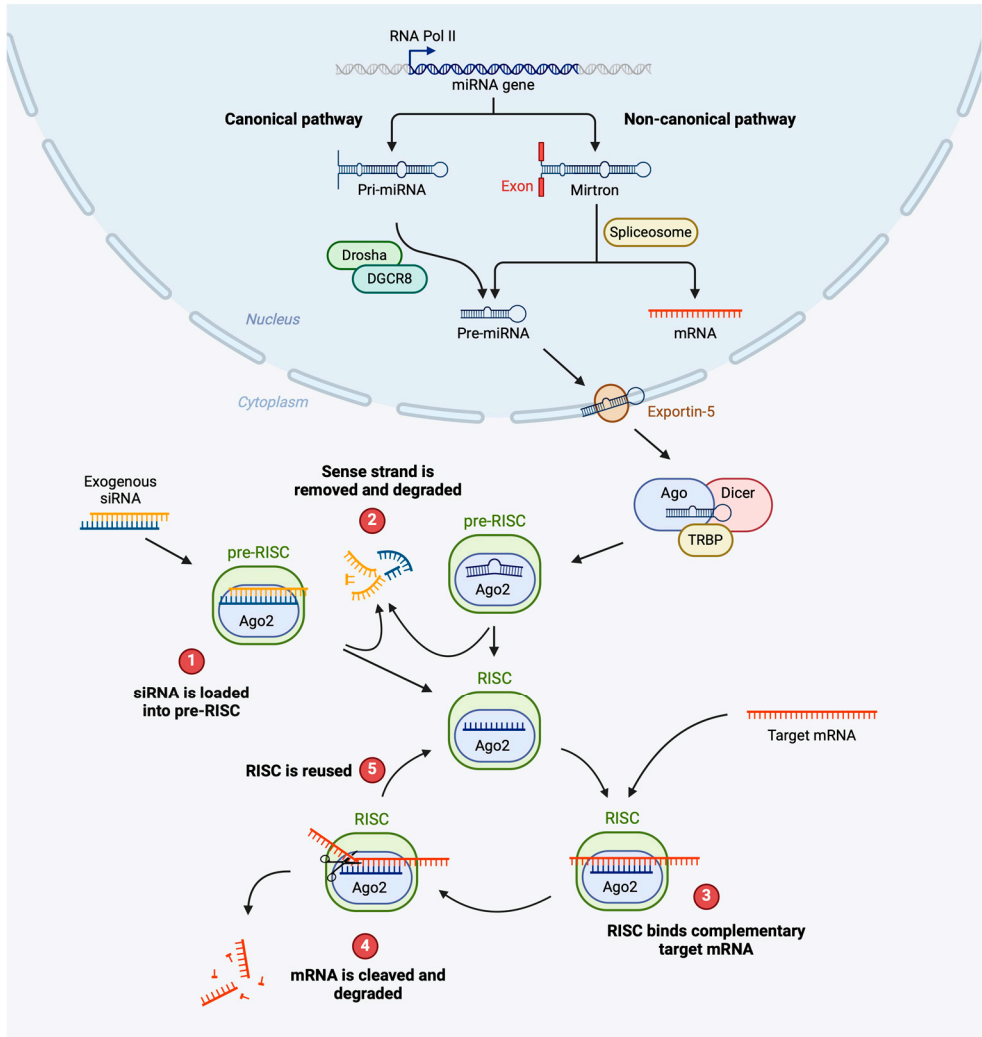 RNA Pol II
miRNA gene
Canonical pathway
Non-canonical pathway
Pri-miRNA
Exon
Mirtron
Spliceosome
Drosha
DGCR8
Pre-miRNA
mRNA
Nucleus
Cytoplasm
Exportin-5
Exogenous
siRNA
Sense strand is
removed and degraded
2
Ago
Dicer
TRBP
pre-RISC
Ago2
pre-RISC
Ago2
1
siRNA is loaded
into pre-RISC
RISC
Ago2
Target mRNA
RISC is reused
5
RISC
Ago2
RISC
Ago2
3
RISC binds complementary
target mRNA
4
mRNA is cleaved and
degraded